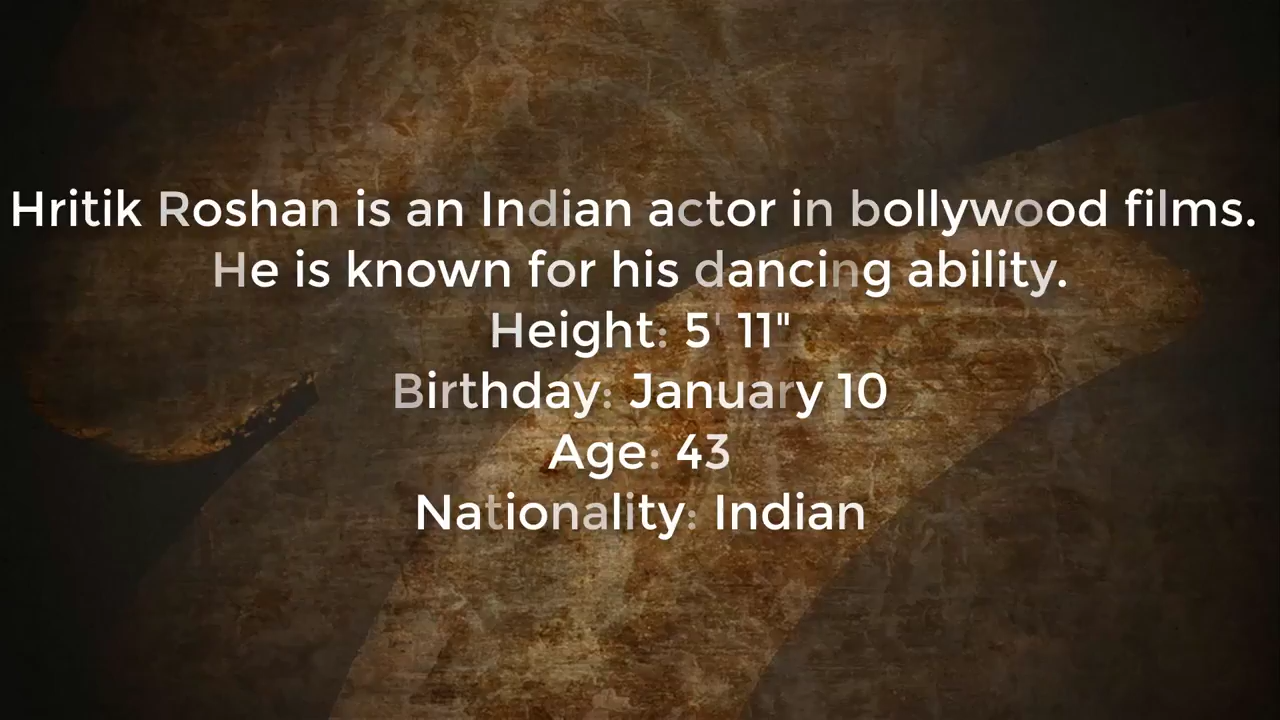 Hritik Roshan is an Indian actor in bollywood films.
He is known for his dancing ability.
Height: 5' 11"
Birthday: January 10
Age: 43
Nationality: Indian